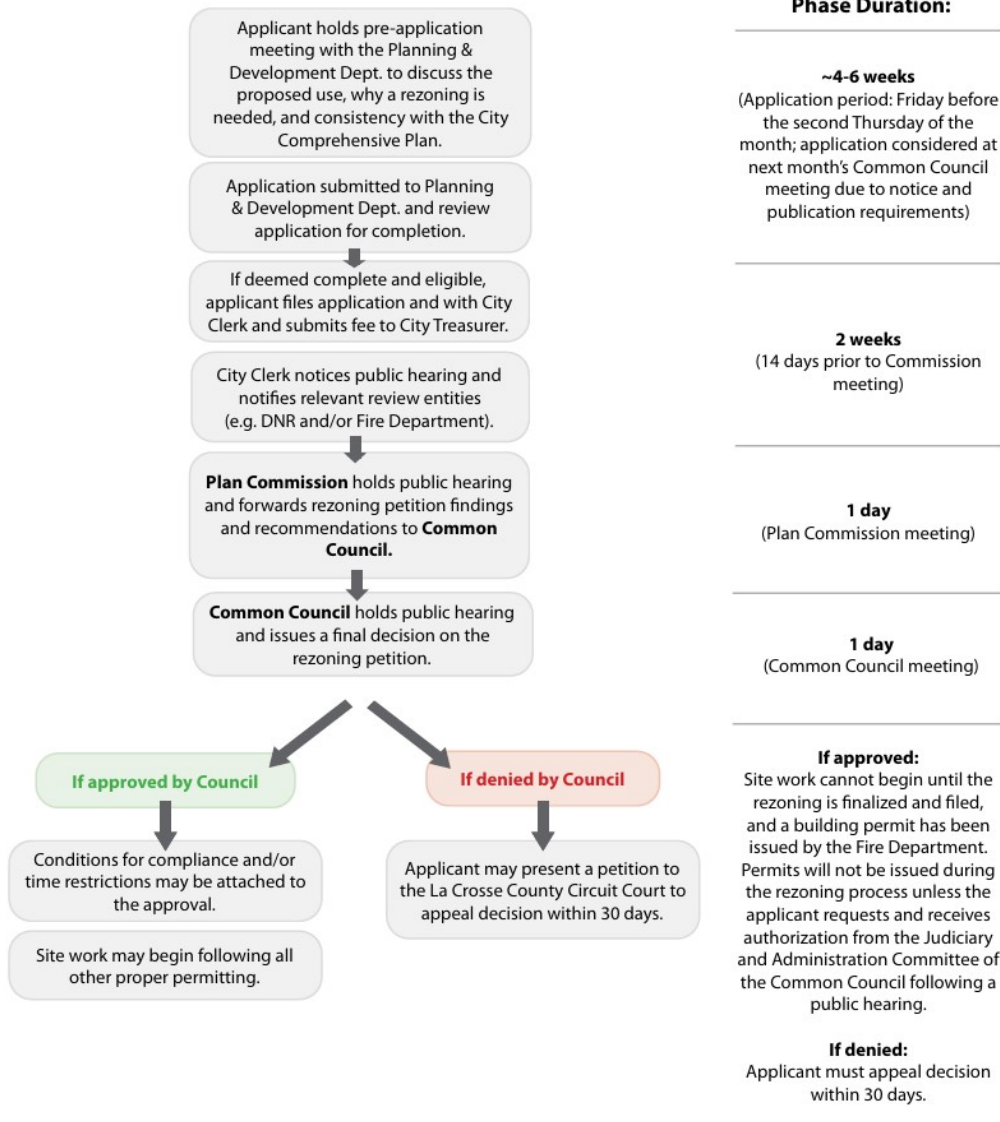 Applicant holds pre-application
meeting with the Planning &
Development Dept. to discuss the
proposed use, why a rezoning is
needed, and consistency with the City
Comprehensive Plan.
Application submitted to Planning
& Development Dept. and review
application for completion.
If deemed complete and eligible,
applicant files application and with City
Clerk and submits fee to City Treasurer.
City Clerk notices public hearing and
notifies relevant review entities
(e.g. DNR and/or Fire Department).
Plan Commission holds public hearing
and forwards rezoning petition findings
and recommendations to Common
Council.
Common Council holds public hearing
and issues a final decision on the
rezoning petition.
If approved by Council
Conditions for compliance and/or
time restrictions may be attached to
the approval.
Site work may begin following all
other proper permitting.
If denied by Council
Applicant may present a petition to
the La Crosse County Circuit Court to
appeal decision within 30 days.
Phase Duration:
~4-6 weeks
(Application period: Friday before
the second Thursday of the
month; application considered at
next month's Common Council
meeting due to notice and
publication requirements)
2 weeks
(14 days prior to Commission
meeting)
1 day
(Plan Commission meeting)
1 day
(Common Council meeting)
If approved:
Site work cannot begin until the
rezoning is finalized and filed,
and a building permit has been
issued by the Fire Department.
Permits will not be issued during
the rezoning process unless the
applicant requests and receives
authorization from the Judiciary
and Administration Committee of
the Common Council following a
public hearing.
If denied:
Applicant must appeal decision
within 30 days.